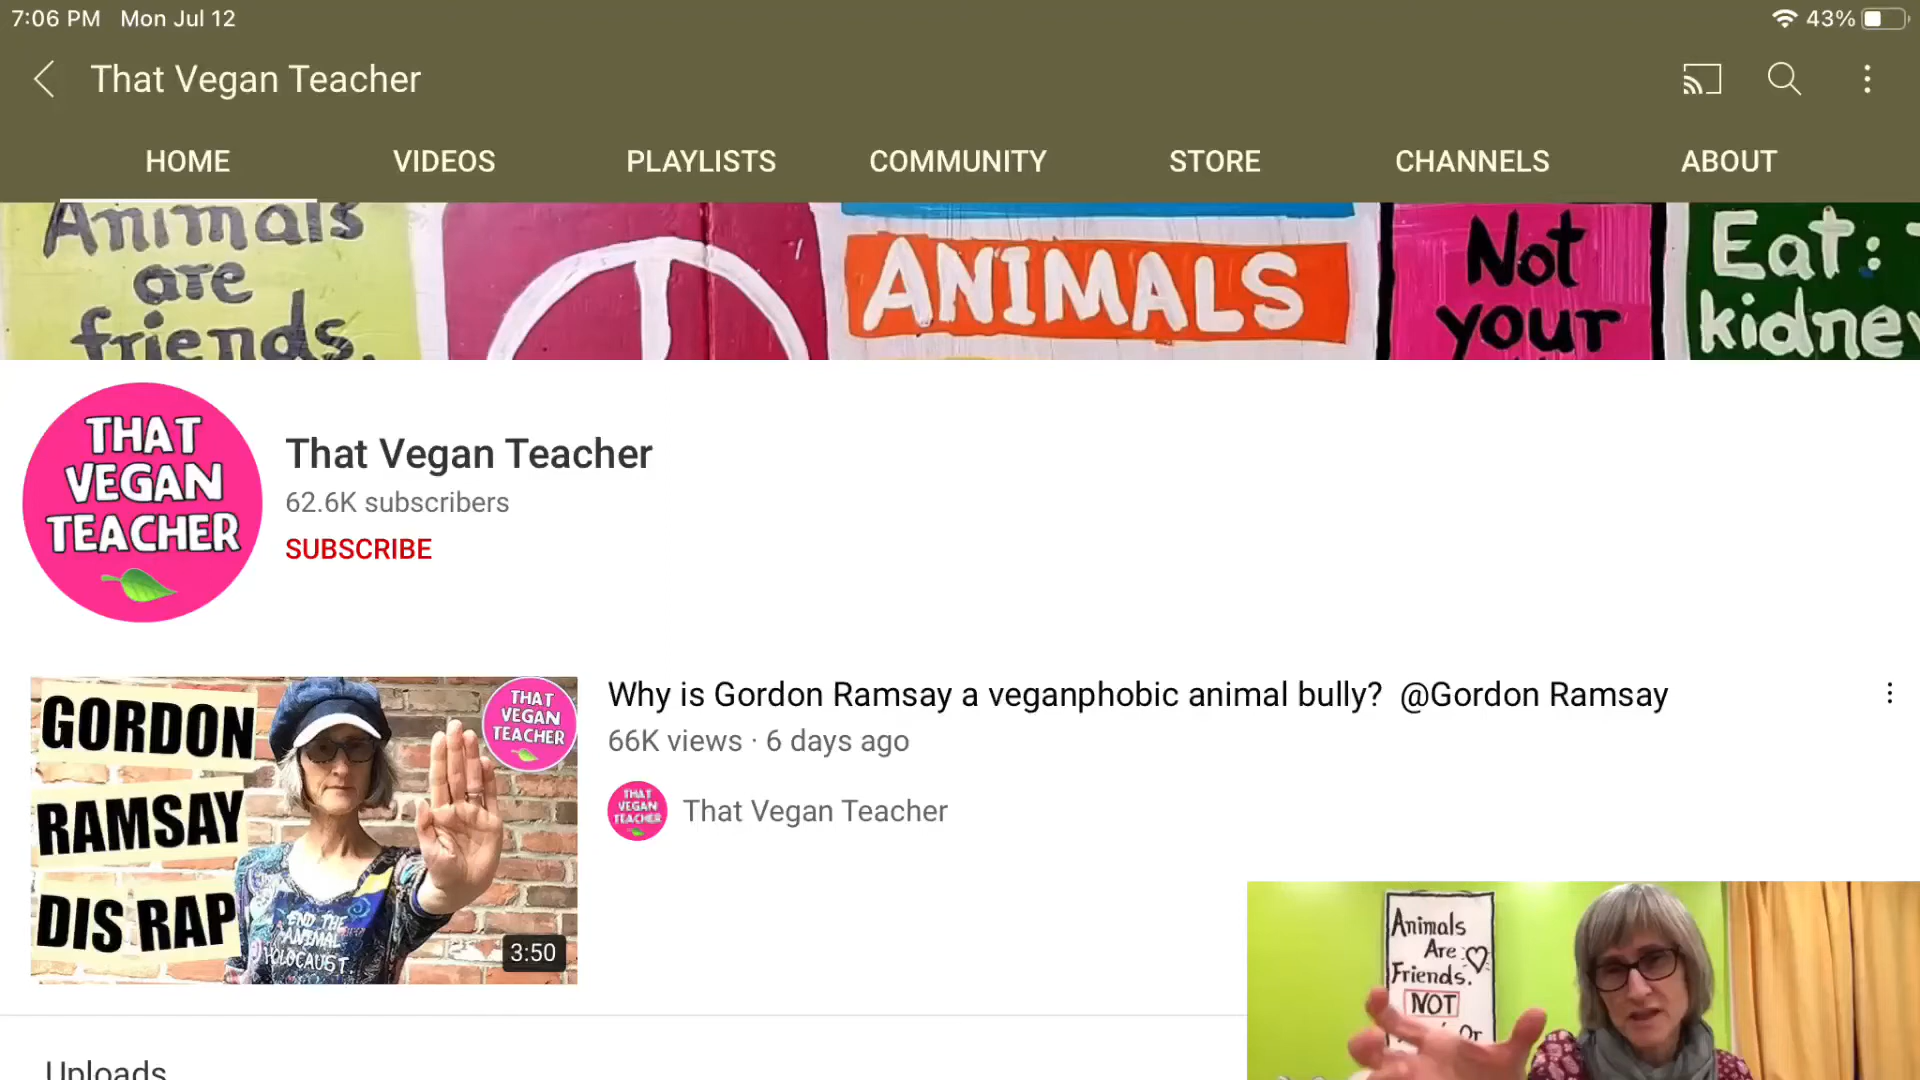 7:06 PM Mon Jul 12
43%
That Vegan Teacher
HOME VIDEOS PLAYLISTS COMMUNITY STORE CHANNELS ABOUT
Animals
are
friends.
ANIMALS
Not
your
Eat:
THAT
VEGAN
TEACHER
That Vegan Teacher
62.6K subscribers
SUBSCRIBE
GORDON
RAMSAY
DIS RAP
END THE
ANIMAL
HOLOCAUST.
THAT
VEGAN
TEACHER
3:50
Why is Gordon Ramsay a veganphobic animal bully? @Gordon Ramsay
66K views · 6 days ago
THAT
VEGAN
TEACHER
That Vegan Teacher
Animals
Are
Friends.
NOT
Uploads